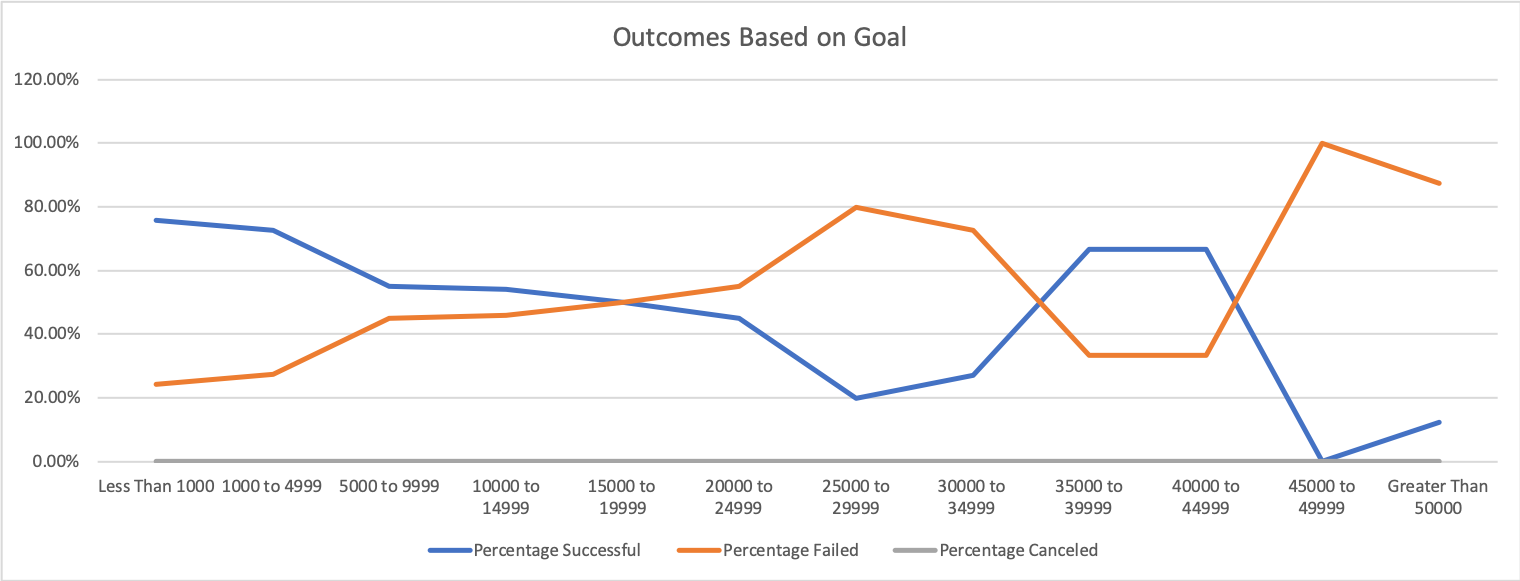 Outcomes Based on Goal
120.00%
100.00%
80.00%
60.00%
40.00%
20.00%
0.00%
Less Than 1000 1000 to 4999 5000 to 9999 10000 to 15000 to 20000 to 25000 to 30000 to 35000 to 40000 to 45000 to Greater Than
14999 19999 24999 29999 34999 39999 44999 49999 50000
Percentage Successful Percentage Failed Percentage Canceled